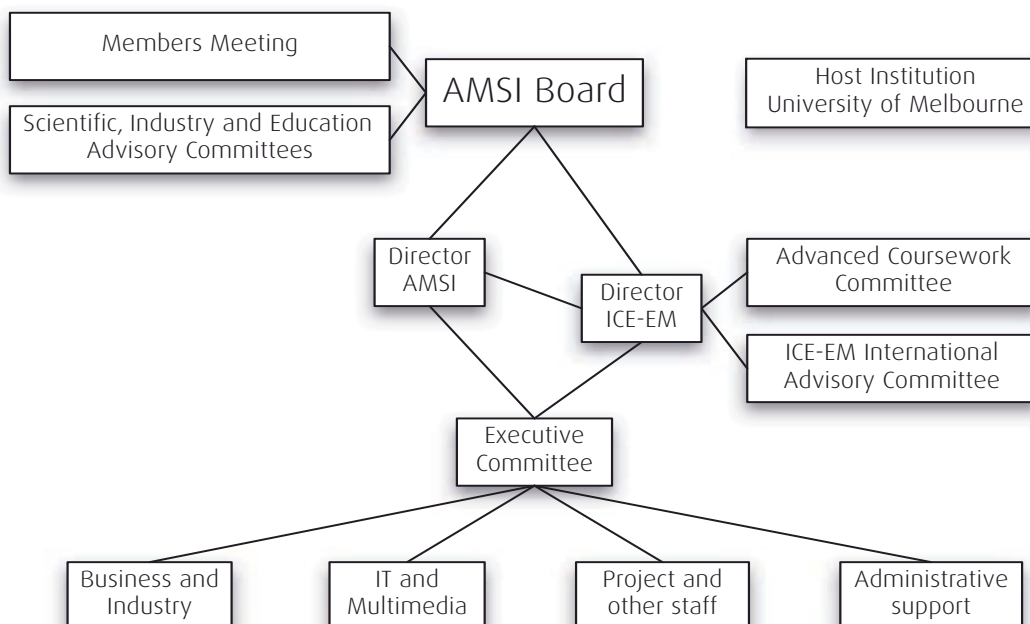 Members Meeting
AMSI Board
Host Institution
University of Melbourne
Scientific, Industry and Education
Advisory Committees
Director
AMSI
Director
ICE-EM
Advanced Coursework
Committee
ICE-EM International
Advisory Committee
Executive
Committee
Business and
Industry
IT and
Multimedia
Project and
other staff
Administrative
support